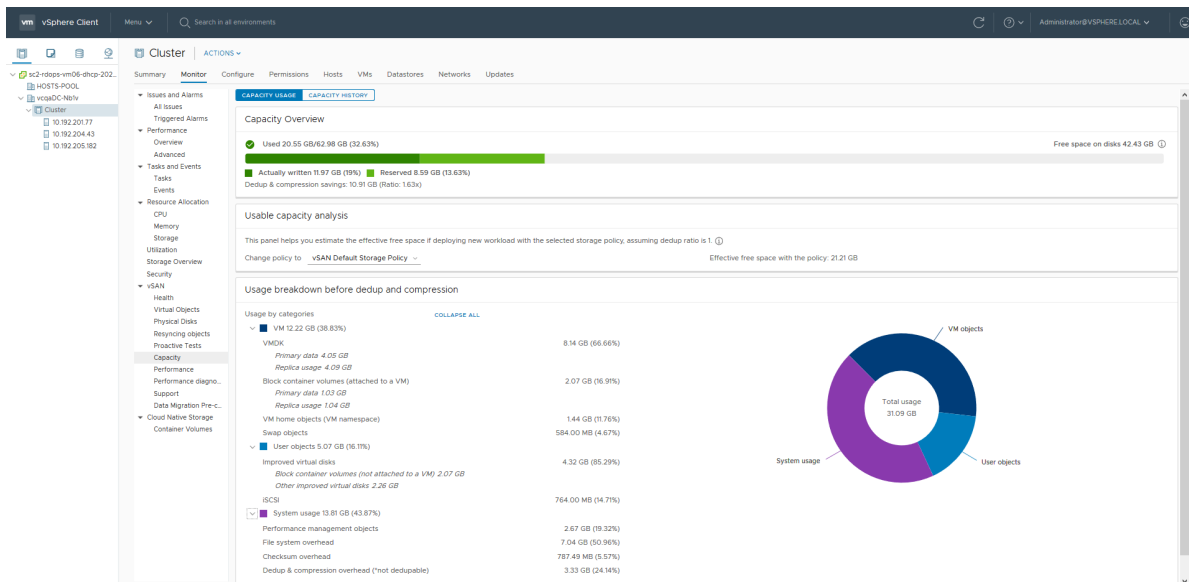 vm vSphere Client Menu Search in all environments Administrator@VSPHERE.LOCAL
sc2-rdops-vm06-dhcp-202...
HOSTS-POOL
vcqaDC-Nb1v
Cluster
10.192.201.77
10.192.204.43
10.192.205.182
Cluster ACTIONS
Summary Monitor Configure Permissions Hosts VMs Datastores Networks Updates
Issues and Alarms
All Issues
Triggered Alarms
Performance
Overview
Advanced
Tasks and Events
Tasks
Events
Resource Allocation
CPU
Memory
Storage
Utilization
Storage Overview
Security
vSAN
Health
Virtual Objects
Physical Disks
Resyncing objects
Proactive Tests
Capacity
Performance
Performance diagno...
Support
Data Migration Pre-c...
Cloud Native Storage
Container Volumes
CAPACITY USAGE CAPACITY HISTORY
Capacity Overview
Used 20.55 GB/62.98 GB (32.63%) Free space on disks 42.43 GB
Actually written 11.97 GB (19%) Reserved 8.59 GB (13.63%)
Dedup & compression savings: 10.91 GB (Ratio: 1.63x)
Usable capacity analysis
This panel helps you estimate the effective free space if deploying new workload with the selected storage policy, assuming dedup ratio is 1.
Change policy to vSAN Default Storage Policy Effective free space with the policy: 21.21 GB
Usage breakdown before dedup and compression
Usage by categories COLLAPSE ALL
VM 12.22 GB (38.83%)
VMDK 8.14 GB (66.66%)
Primary data 4.05 GB
Replica usage 4.09 GB
Block container volumes (attached to a VM) 2.07 GB (16.91%)
Primary data 1.03 GB
Replica usage 1.04 GB
VM home objects (VM namespace) 1.44 GB (11.76%)
Swap objects 584.00 MB (4.67%)
User objects 5.07 GB (16.11%)
Improved virtual disks 4.32 GB (85.29%)
Block container volumes (not attached to a VM) 2.07 GB
Other improved virtual disks 2.26 GB
iSCSI 764.00 MB (14.71%)
System usage 13.81 GB (43.87%)
Performance management objects 2.67 GB (19.32%)
File system overhead 7.04 GB (50.96%)
Checksum overhead 787.49 MB (5.57%)
Dedup & compression overhead (*not dedupable) 3.33 GB (24.14%)
VM objects
Total usage
31.09 GB
System usage
User objects